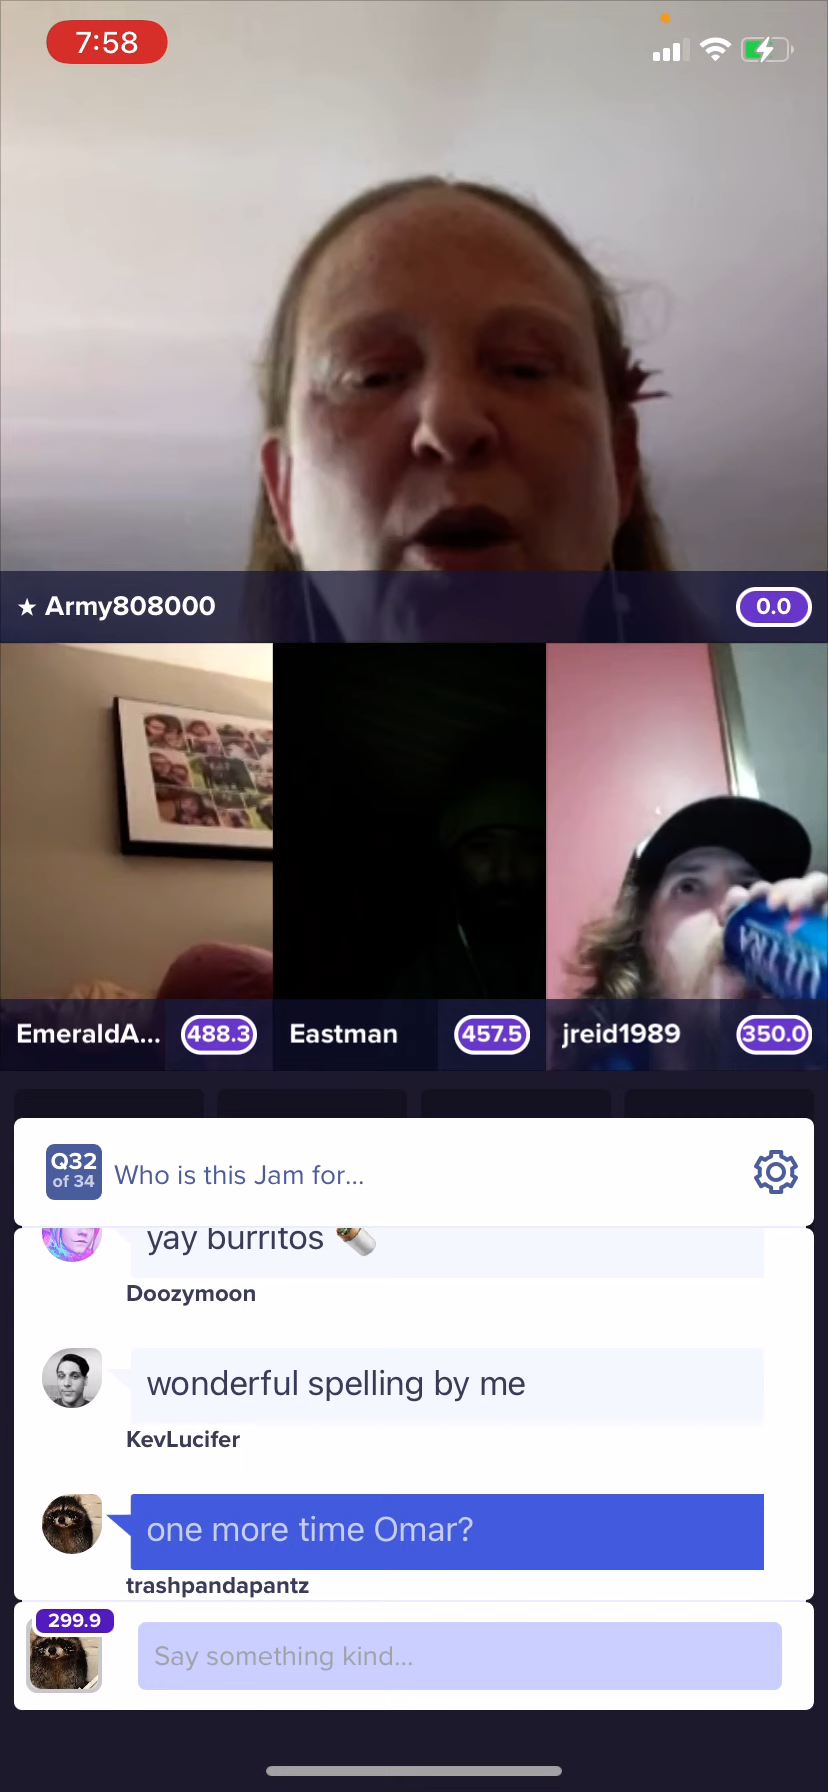 7:58
★ Army808000
0.0
EmeraldA...
488.3
Eastman
457.5
jreid1989
350.0
ULTRA
Q32
of 34
Who is this Jam for...
yay burritos 🌯
Doozymoon
wonderful spelling by me
KevLucifer
one more time Omar?
trashpandapantz
299.9
Say something kind...